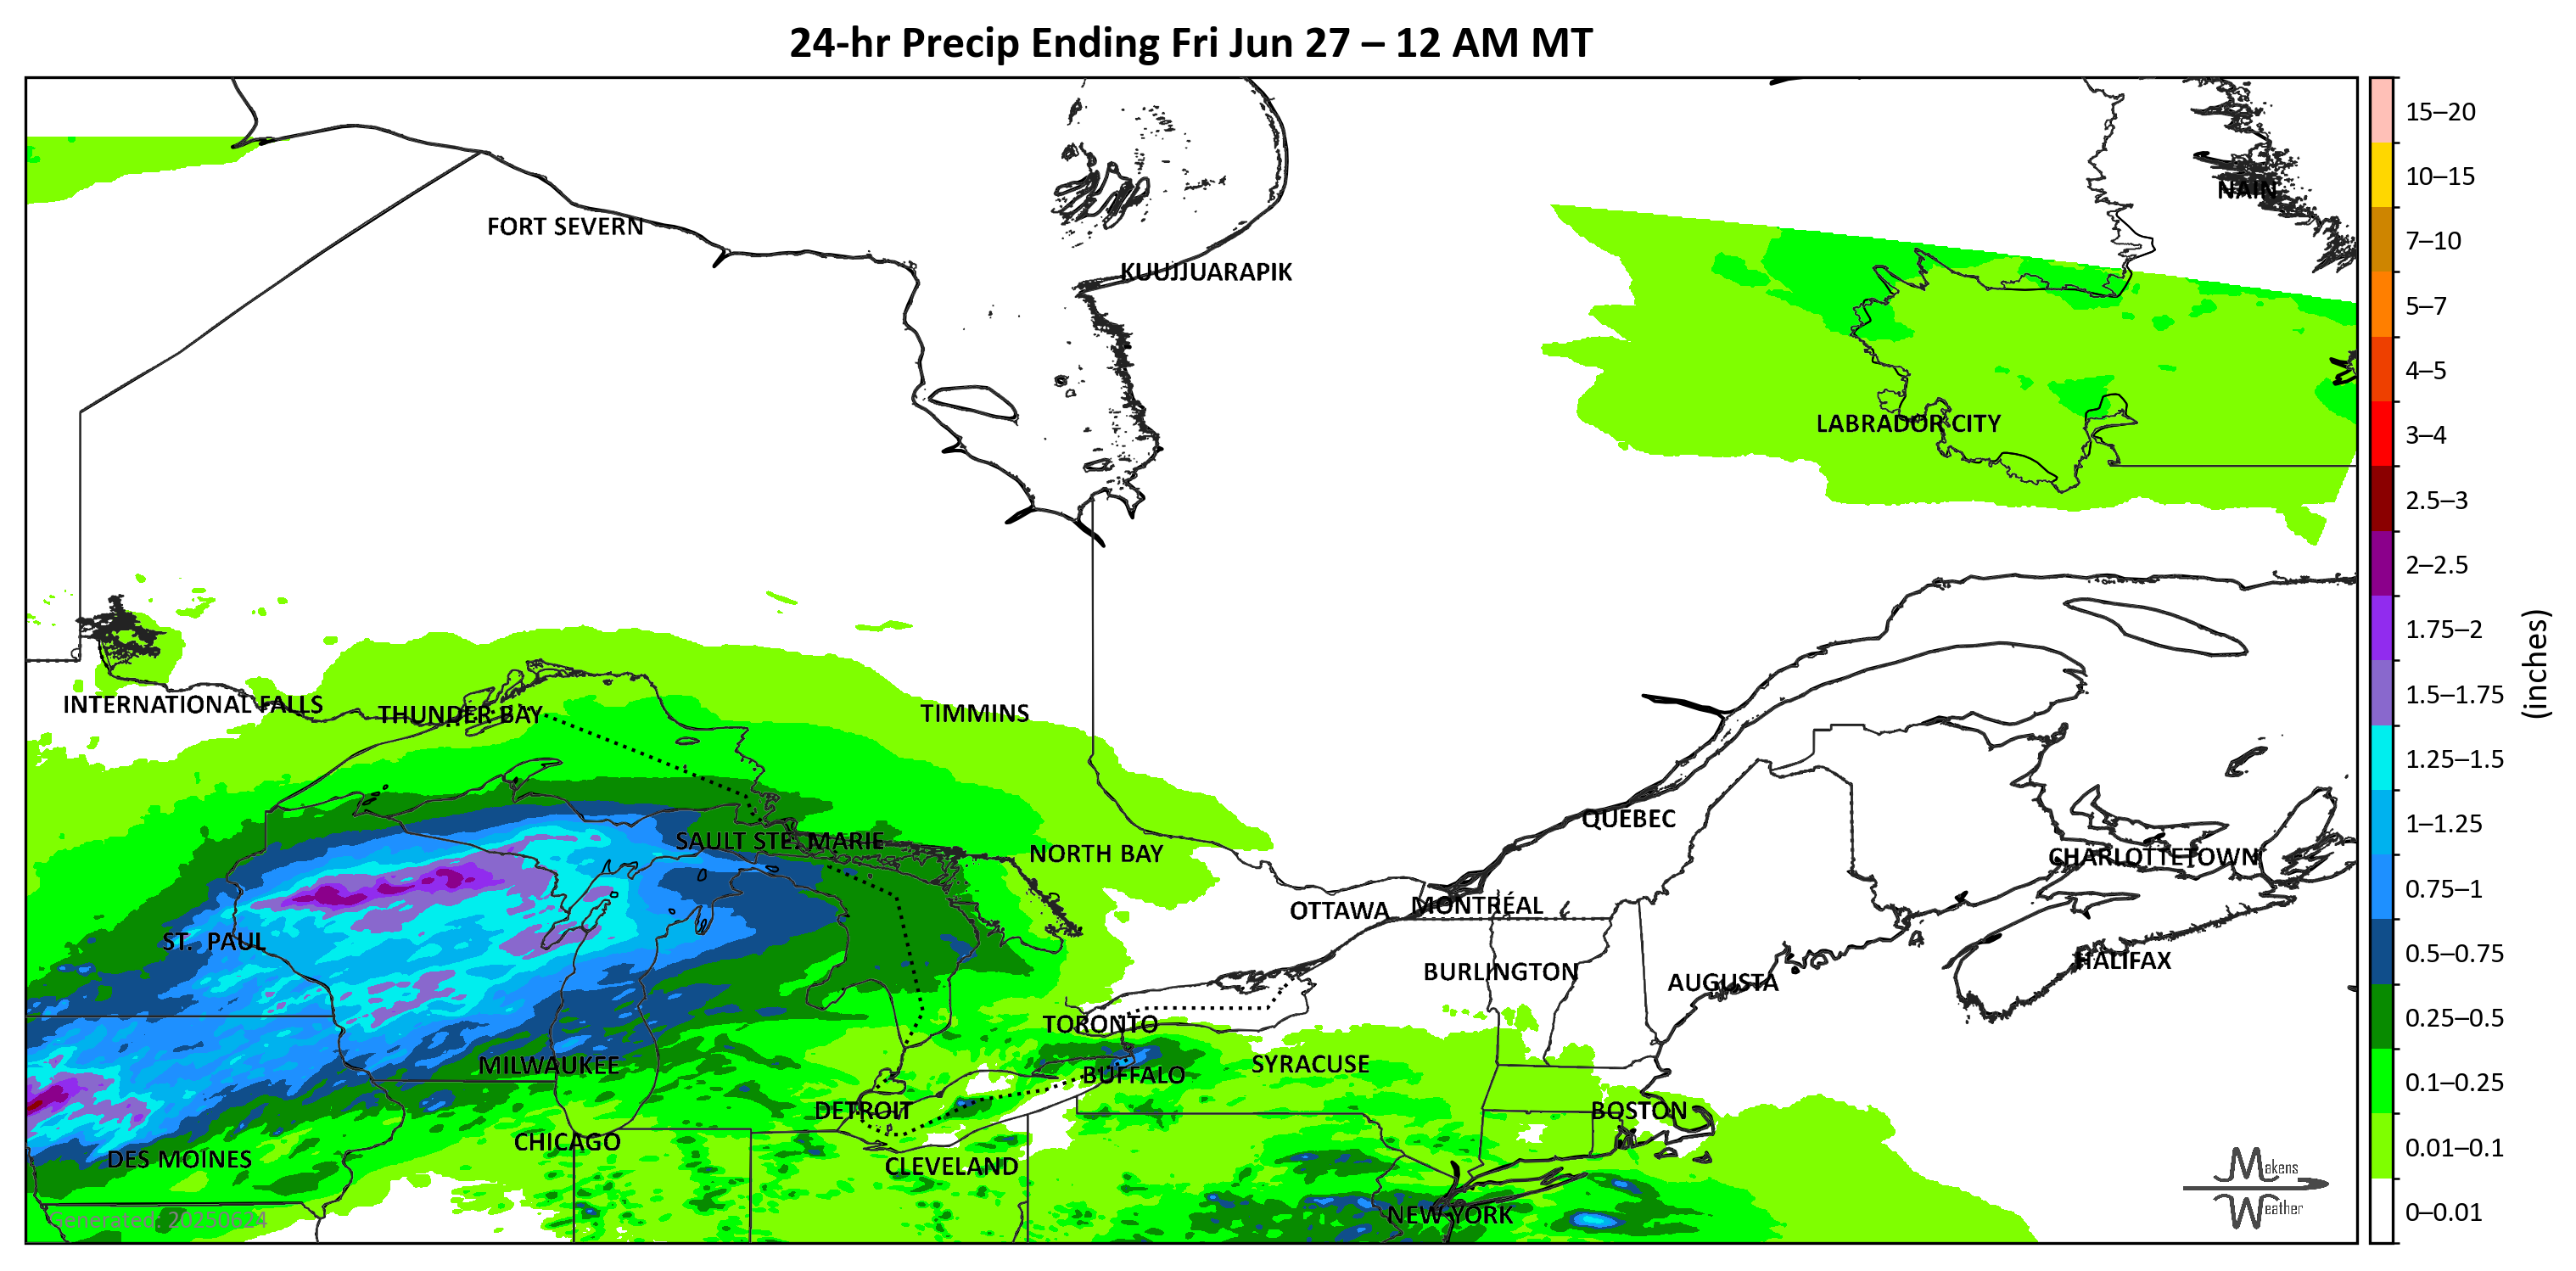 24-hr Precip Ending Fri Jun 27 – 12 AM MT
NAIN
FORT SEVERN
KUUJJUARAPIK
LABRADOR CITY
INTERNATIONAL FALLS
THUNDER BAY
TIMMINS
QUÉBEC
SAULT STE. MARIE
NORTH BAY
CHARLOTTETOWN
OTTAWA
MONTRÉAL
ST. PAUL
HALIFAX
BURLINGTON
AUGUSTA
TORONTO
MILWAUKEE
SYRACUSE
BUFFALO
DETROIT
BOSTON
CHICAGO
DES MOINES
CLEVELAND
NEW YORK
Generated: 20250624
Makens
Weather
15–20
10–15
7–10
5–7
4–5
3–4
2.5–3
2–2.5
1.75–2
1.5–1.75
1.25–1.5
1–1.25
0.75–1
0.5–0.75
0.25–0.5
0.1–0.25
0.01–0.1
0–0.01
(inches)